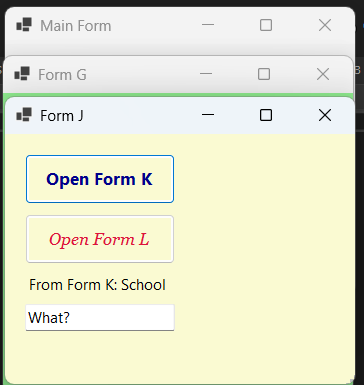 Main Form
Form G
Form J
Open Form K
Open Form L
From Form K: School
What?